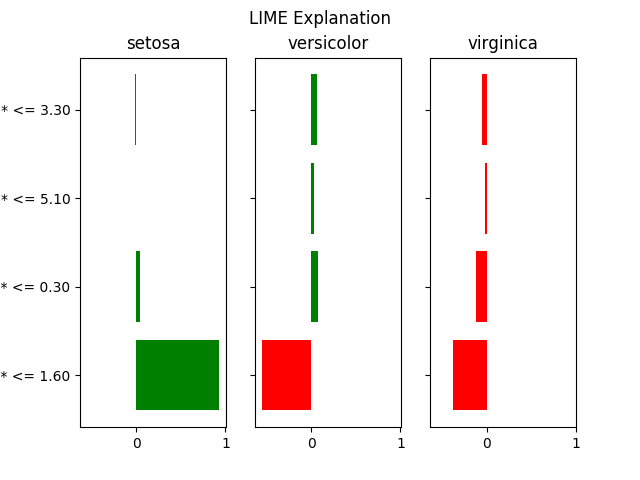 LIME Explanation
setosa versicolor virginica
* <= 3.30
* <= 5.10
* <= 0.30
* <= 1.60
0 1 0 1 0 1